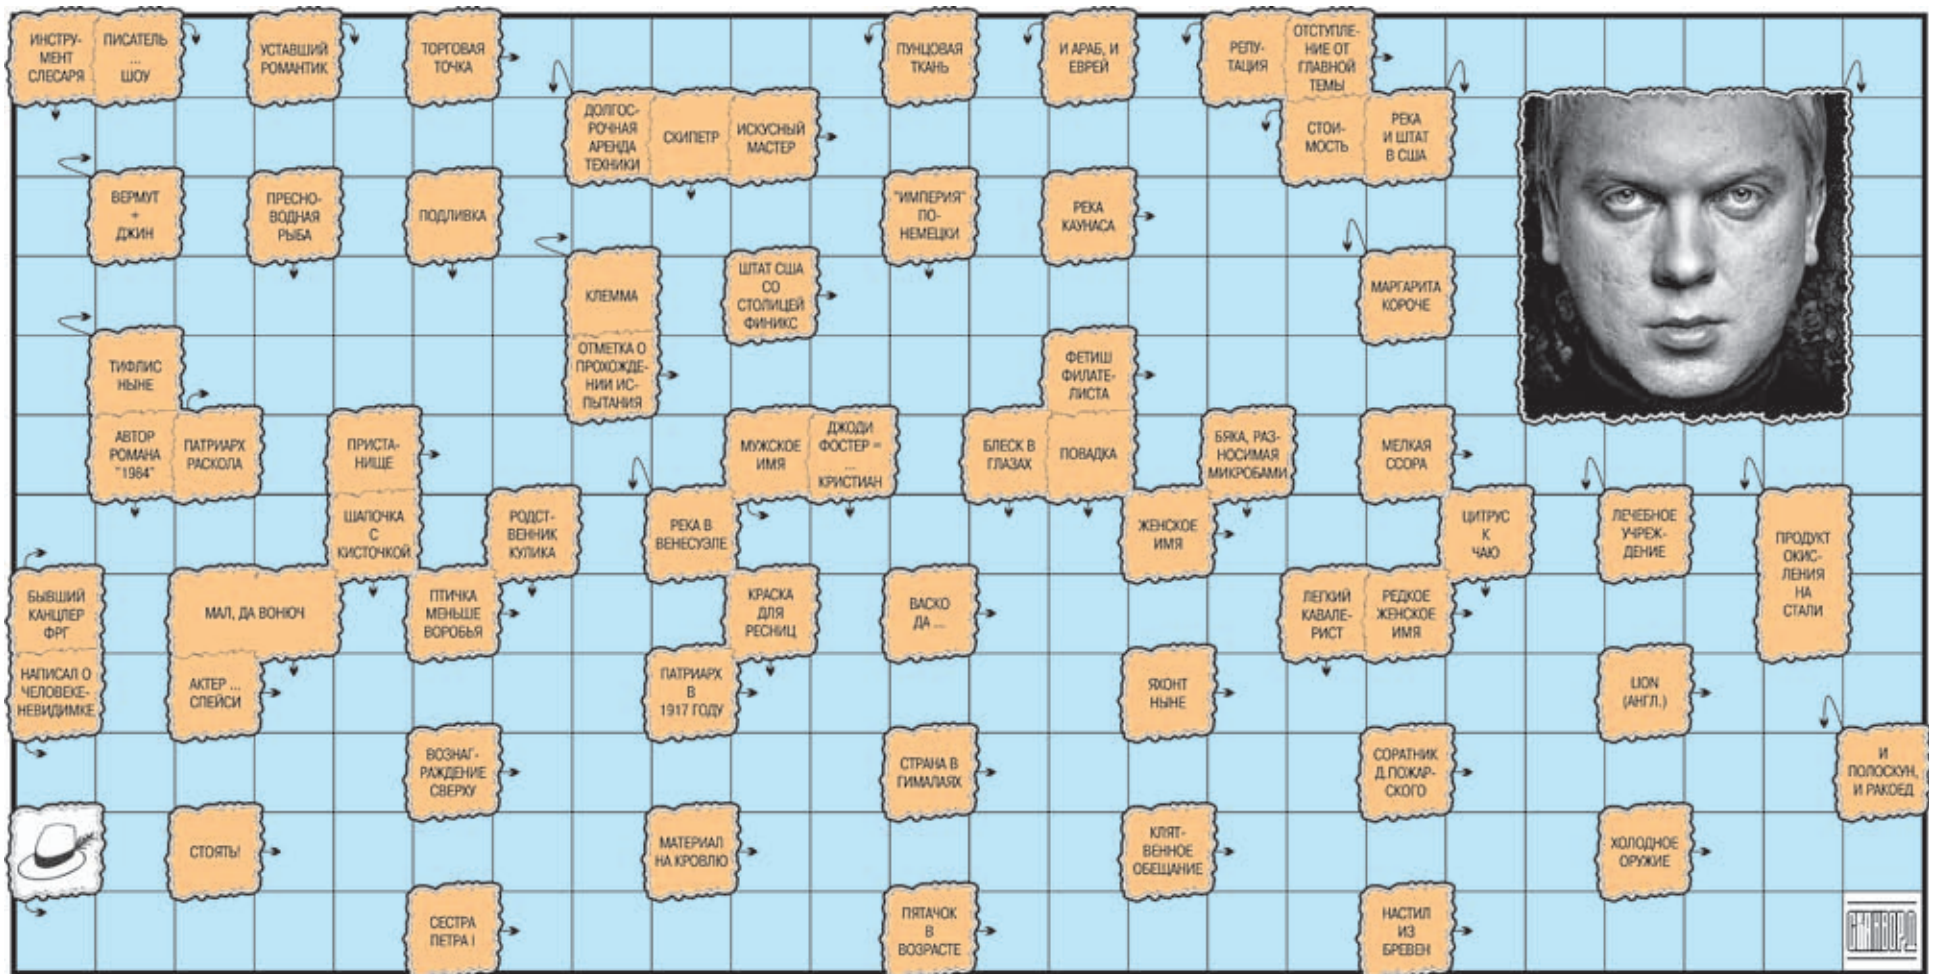 ИНСТРУ-
МЕНТ
СЛЕСАРЯ
ПИСАТЕЛЬ
...
ШОУ
УСТАВШИЙ
РОМАНТИК
ТОРГОВАЯ
ТОЧКА
ПУНЦОВАЯ
ТКАНЬ
И АРАБ, И
ЕВРЕЙ
РЕПУ-
ТАЦИЯ
ОТСТУПЛЕ-
НИЕ ОТ
ГЛАВНОЙ
ТЕМЫ
ДОЛГОС-
РОЧНАЯ
АРЕНДА
ТЕХНИКИ
СКИПЕТР
ИСКУСНЫЙ
МАСТЕР
СТОИ-
МОСТЬ
РЕКА
И ШТАТ
В США
ВЕРМУТ
+
ДЖИН
ПРЕСНО-
ВОДНАЯ
РЫБА
ПОДЛИВКА
"ИМПЕРИЯ"
ПО-
НЕМЕЦКИ
РЕКА
КАУНАСА
КЛЕММА
ШТАТ США
СО
СТОЛИЦЕЙ
ФИНИКС
МАРГАРИТА
КОРОЧЕ
ТИФЛИС
НЫНЕ
ОТМЕТКА О
ПРОХОЖДЕ-
НИИ ИС-
ПЫТАНИЯ
ФЕТИШ
ФИЛАТЕ-
ЛИСТА
АВТОР
РОМАНА
"1984"
ПАТРИАРХ
РАСКОЛА
ПРИСТА-
НИЩЕ
МУЖСКОЕ
ИМЯ
ДЖОДИ
ФОСТЕР =
...
КРИСТИАН
БЛЕСК В
ГЛАЗАХ
ПОВАДКА
БЯКА, РАЗ-
НОСИМАЯ
МИКРОБАМИ
МЕЛКАЯ
ССОРА
ШАПОЧКА
С
КИСТОЧКОЙ
РОДСТ-
ВЕННИК
КУЛИКА
РЕКА В
ВЕНЕСУЭЛЕ
ЖЕНСКОЕ
ИМЯ
ЦИТРУС
К
ЧАЮ
ЛЕЧЕБНОЕ
УЧРЕЖ-
ДЕНИЕ
ПРОДУКТ
ОКИС-
ЛЕНИЯ
НА
СТАЛИ
БЫВШИЙ
КАНЦЛЕР
ФРГ
МАЛ, ДА ВОНЮЧ
ПТИЧКА
МЕНЬШЕ
ВОРОБЬЯ
КРАСКА
ДЛЯ
РЕСНИЦ
ВАСКО
ДА ...
ЛЕГКИЙ
КАВАЛЕ-
РИСТ
РЕДКОЕ
ЖЕНСКОЕ
ИМЯ
НАПИСАЛ О
ЧЕЛОВЕКЕ-
НЕВИДИМКЕ
АКТЕР ...
СПЕЙСИ
ПАТРИАРХ
В
1917 ГОДУ
ЯХОНТ
НЫНЕ
LION
(АНГЛ.)
ВОЗНАГ-
РАЖДЕНИЕ
СВЕРХУ
СТРАНА В
ГИМАЛАЯХ
СОРАТНИК
Д.ПОЖАР-
СКОГО
И
ПОЛОСКУН,
И РАКОЕД
СТОЯТЬ!
МАТЕРИАЛ
НА КРОВЛЮ
КЛЯТ-
ВЕННОЕ
ОБЕЩАНИЕ
ХОЛОДНОЕ
ОРУЖИЕ
СЕСТРА
ПЕТРА I
ПЯТАЧОК
В
ВОЗРАСТЕ
НАСТИЛ
ИЗ
БРЕВЕН
СКАНВОРД